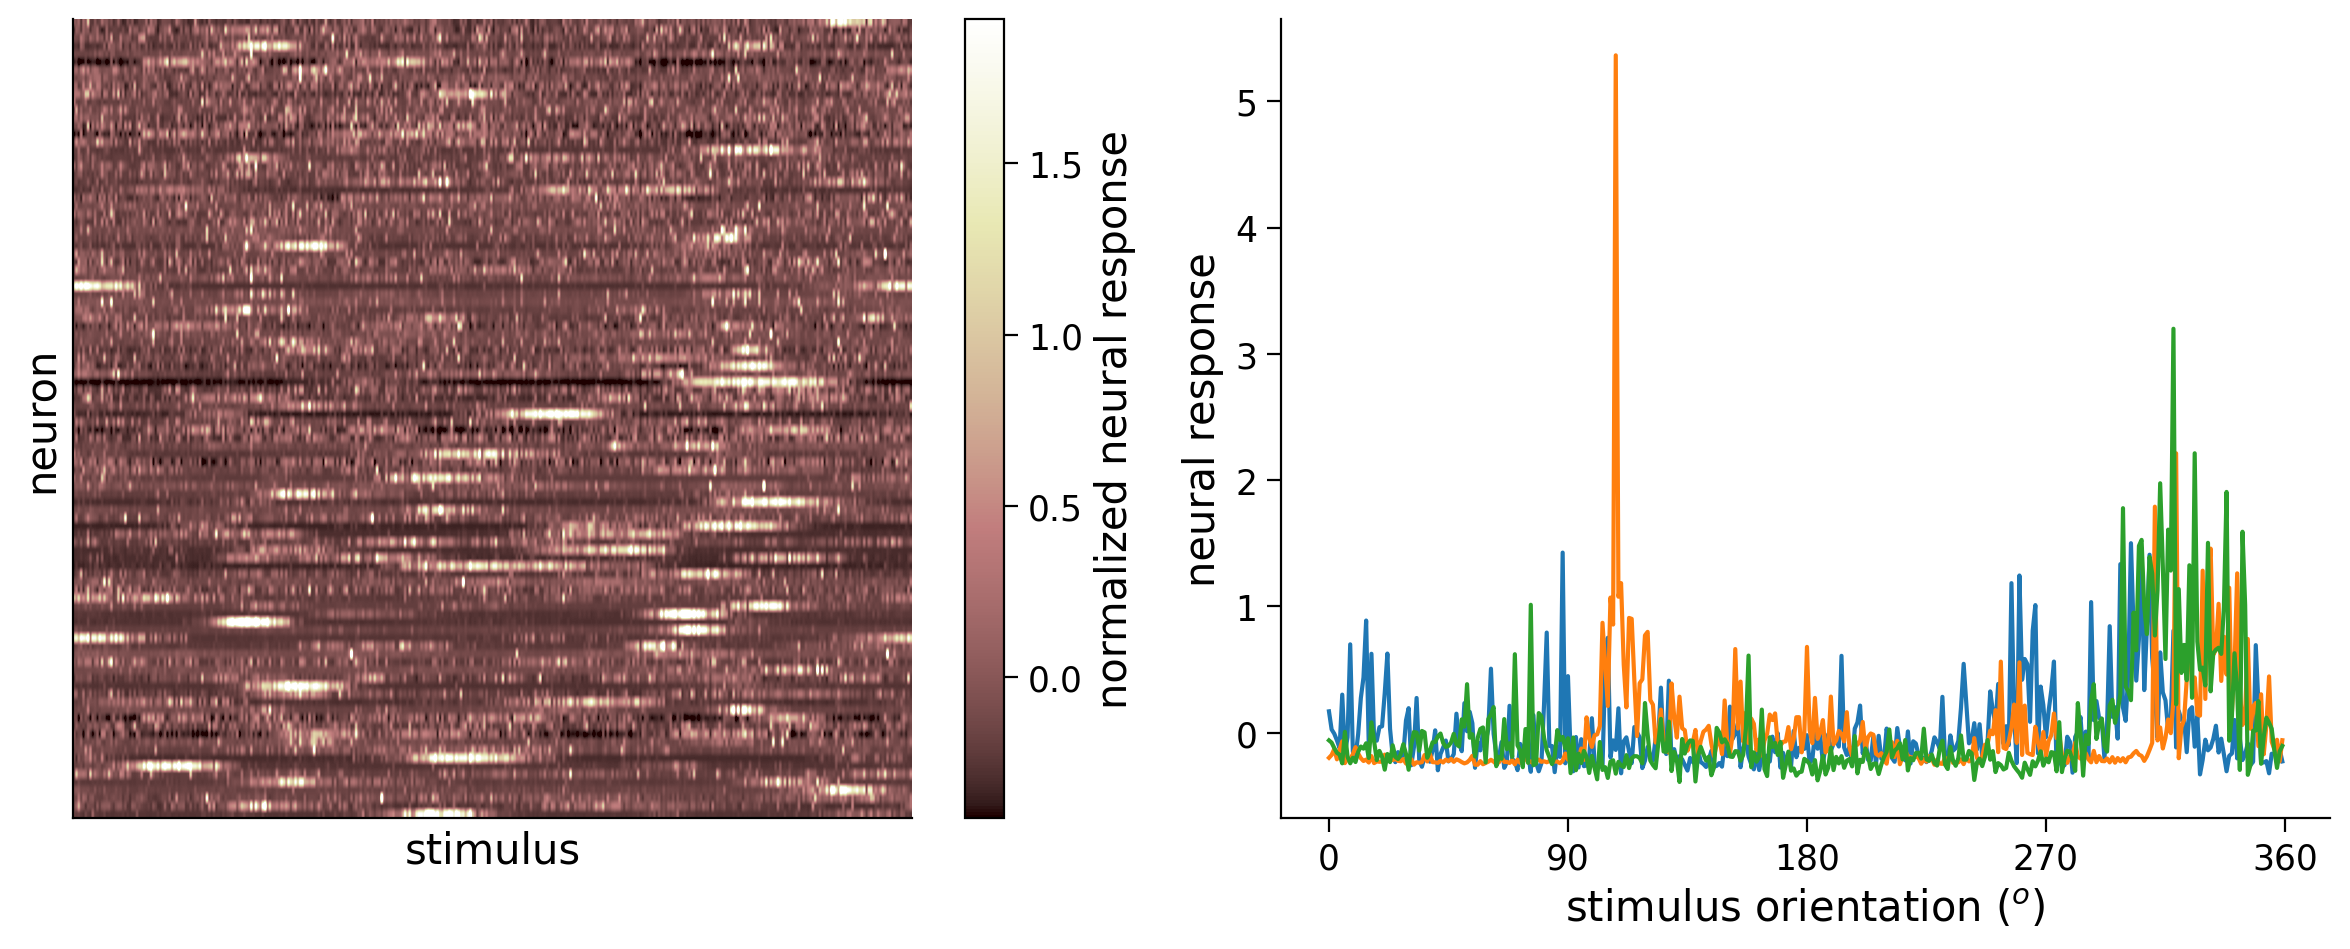 neuron
stimulus
1.5
1.0
0.5
0.0
normalized neural response
5
4
3
2
1
0
neural response
0 90 180 270 360
stimulus orientation (o)